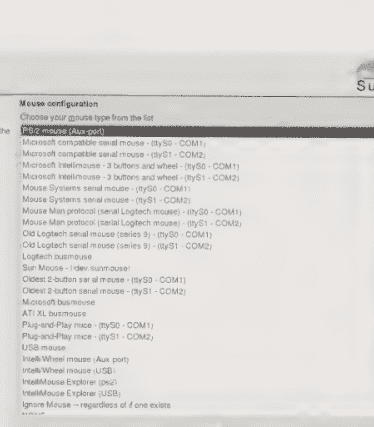 Su
Mouse configuration
Choose your mouse type from the list
the
PS/2 mouse (Aux-port)
Microsoft compatible serial mouse - (ttyS0 - COM1)
Microsoft compatible serial mouse - (ttyS1 - COM2)
Microsoft Intellimouse - 3 buttons and wheel - (ttyS0 - COM1)
Microsoft Intellimouse - 3 buttons and wheel - (ttyS1 - COM2)
Mouse Systems serial mouse - (ttyS0 - COM1)
Mouse Systems serial mouse - (ttyS1 - COM2)
Mouse Man protocol (serial Logitech mouse) - (ttyS0 - COM1)
Mouse Man protocol (serial Logitech mouse) - (ttyS1 - COM2)
Old Logitech serial mouse (series 9) - (ttyS0 - COM1)
Old Logitech serial mouse (series 9) - (ttyS1 - COM2)
Logitech busmouse
Sun Mouse - /dev/sunmouse
Oldest 2-button serial mouse - (ttyS0 - COM1)
Oldest 2-button serial mouse - (ttyS1 - COM2)
Microsoft busmouse
ATI XL busmouse
Plug-and-Play mice - (ttyS0 - COM1)
Plug-and-Play mice - (ttyS1 - COM2)
USB mouse
Intelli/Wheel mouse (Aux port)
Intelli/Wheel mouse (USB)
IntelliMouse Explorer (ps2)
IntelliMouse Explorer (USB)
Ignore Mouse -- regardless of if one exists
NONE